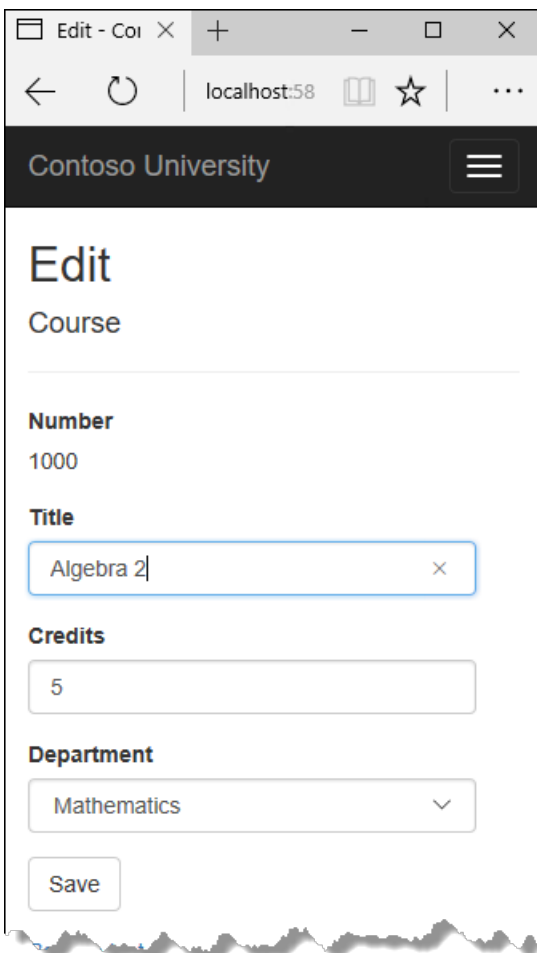 Edit - Coı
localhost:58
Contoso University
Edit
Course
Number
1000
Title
Algebra 2
Credits
5
Department
Mathematics
Save